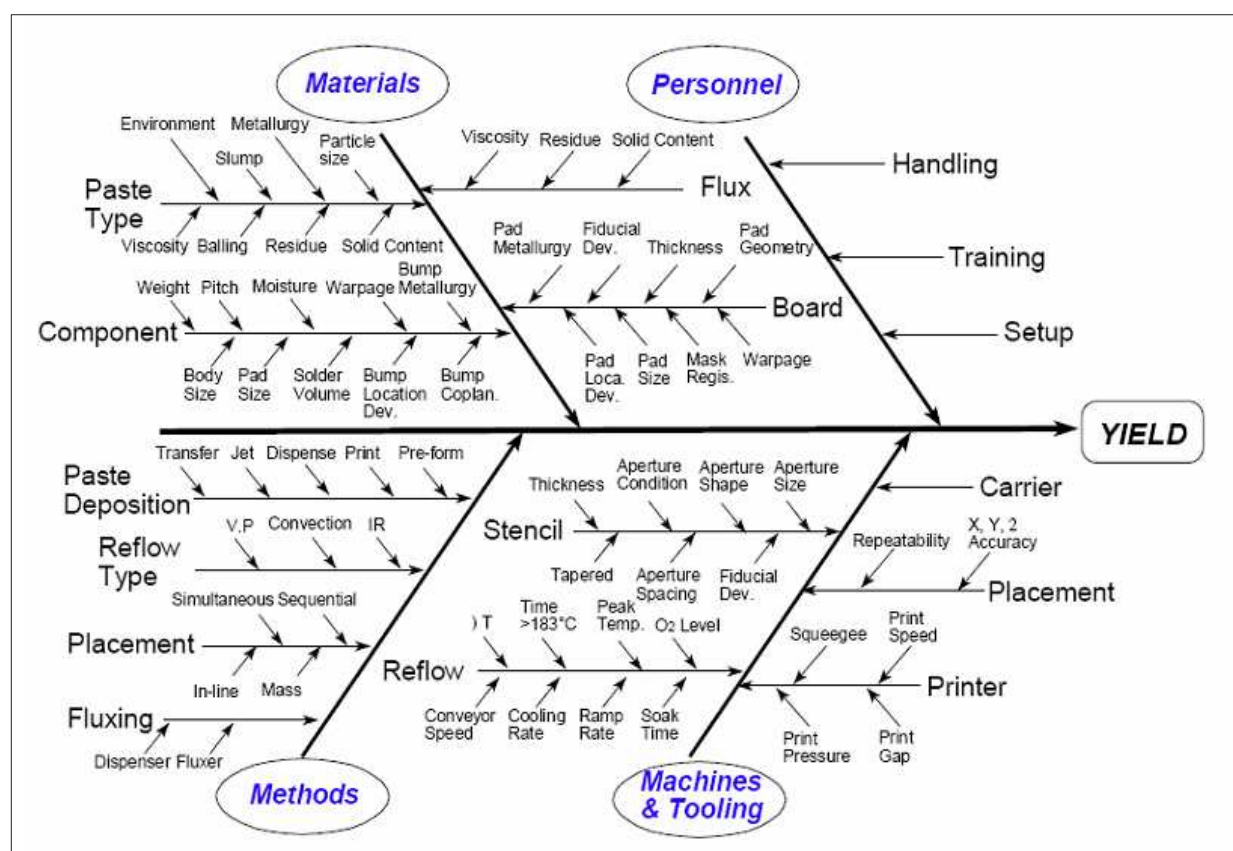 Materials
Personnel
Environment
Metallurgy
Slump
Particle
size
Paste
Type
Viscosity
Balling
Residue
Solid Content
Viscosity
Residue
Solid Content
Flux
Handling
Weight
Pitch
Moisture
Warpage
Bump
Metallurgy
Component
Body
Size
Pad
Size
Solder
Volume
Bump
Location
Dev.
Bump
Coplan.
Pad
Metallurgy
Fiducial
Dev.
Thickness
Pad
Geometry
Board
Pad
Loca.
Dev.
Pad
Size
Mask
Regis.
Warpage
Training
Setup
YIELD
Transfer
Jet
Dispense
Print
Pre-form
Paste
Deposition
V.P
Convection
IR
Reflow
Type
Simultaneous
Sequential
Placement
In-line
Mass
Fluxing
Dispenser
Fluxer
Methods
Thickness
Aperture
Condition
Aperture
Shape
Aperture
Size
Stencil
Tapered
Aperture
Spacing
Fiducial
Dev.
Carrier
Repeatability
X, Y, 2
Accuracy
Placement
) T
Time
>183°C
Peak
Temp.
O2 Level
Reflow
Conveyor
Speed
Cooling
Rate
Ramp
Rate
Soak
Time
Squeegee
Print
Speed
Printer
Print
Pressure
Print
Gap
Machines
& Tooling